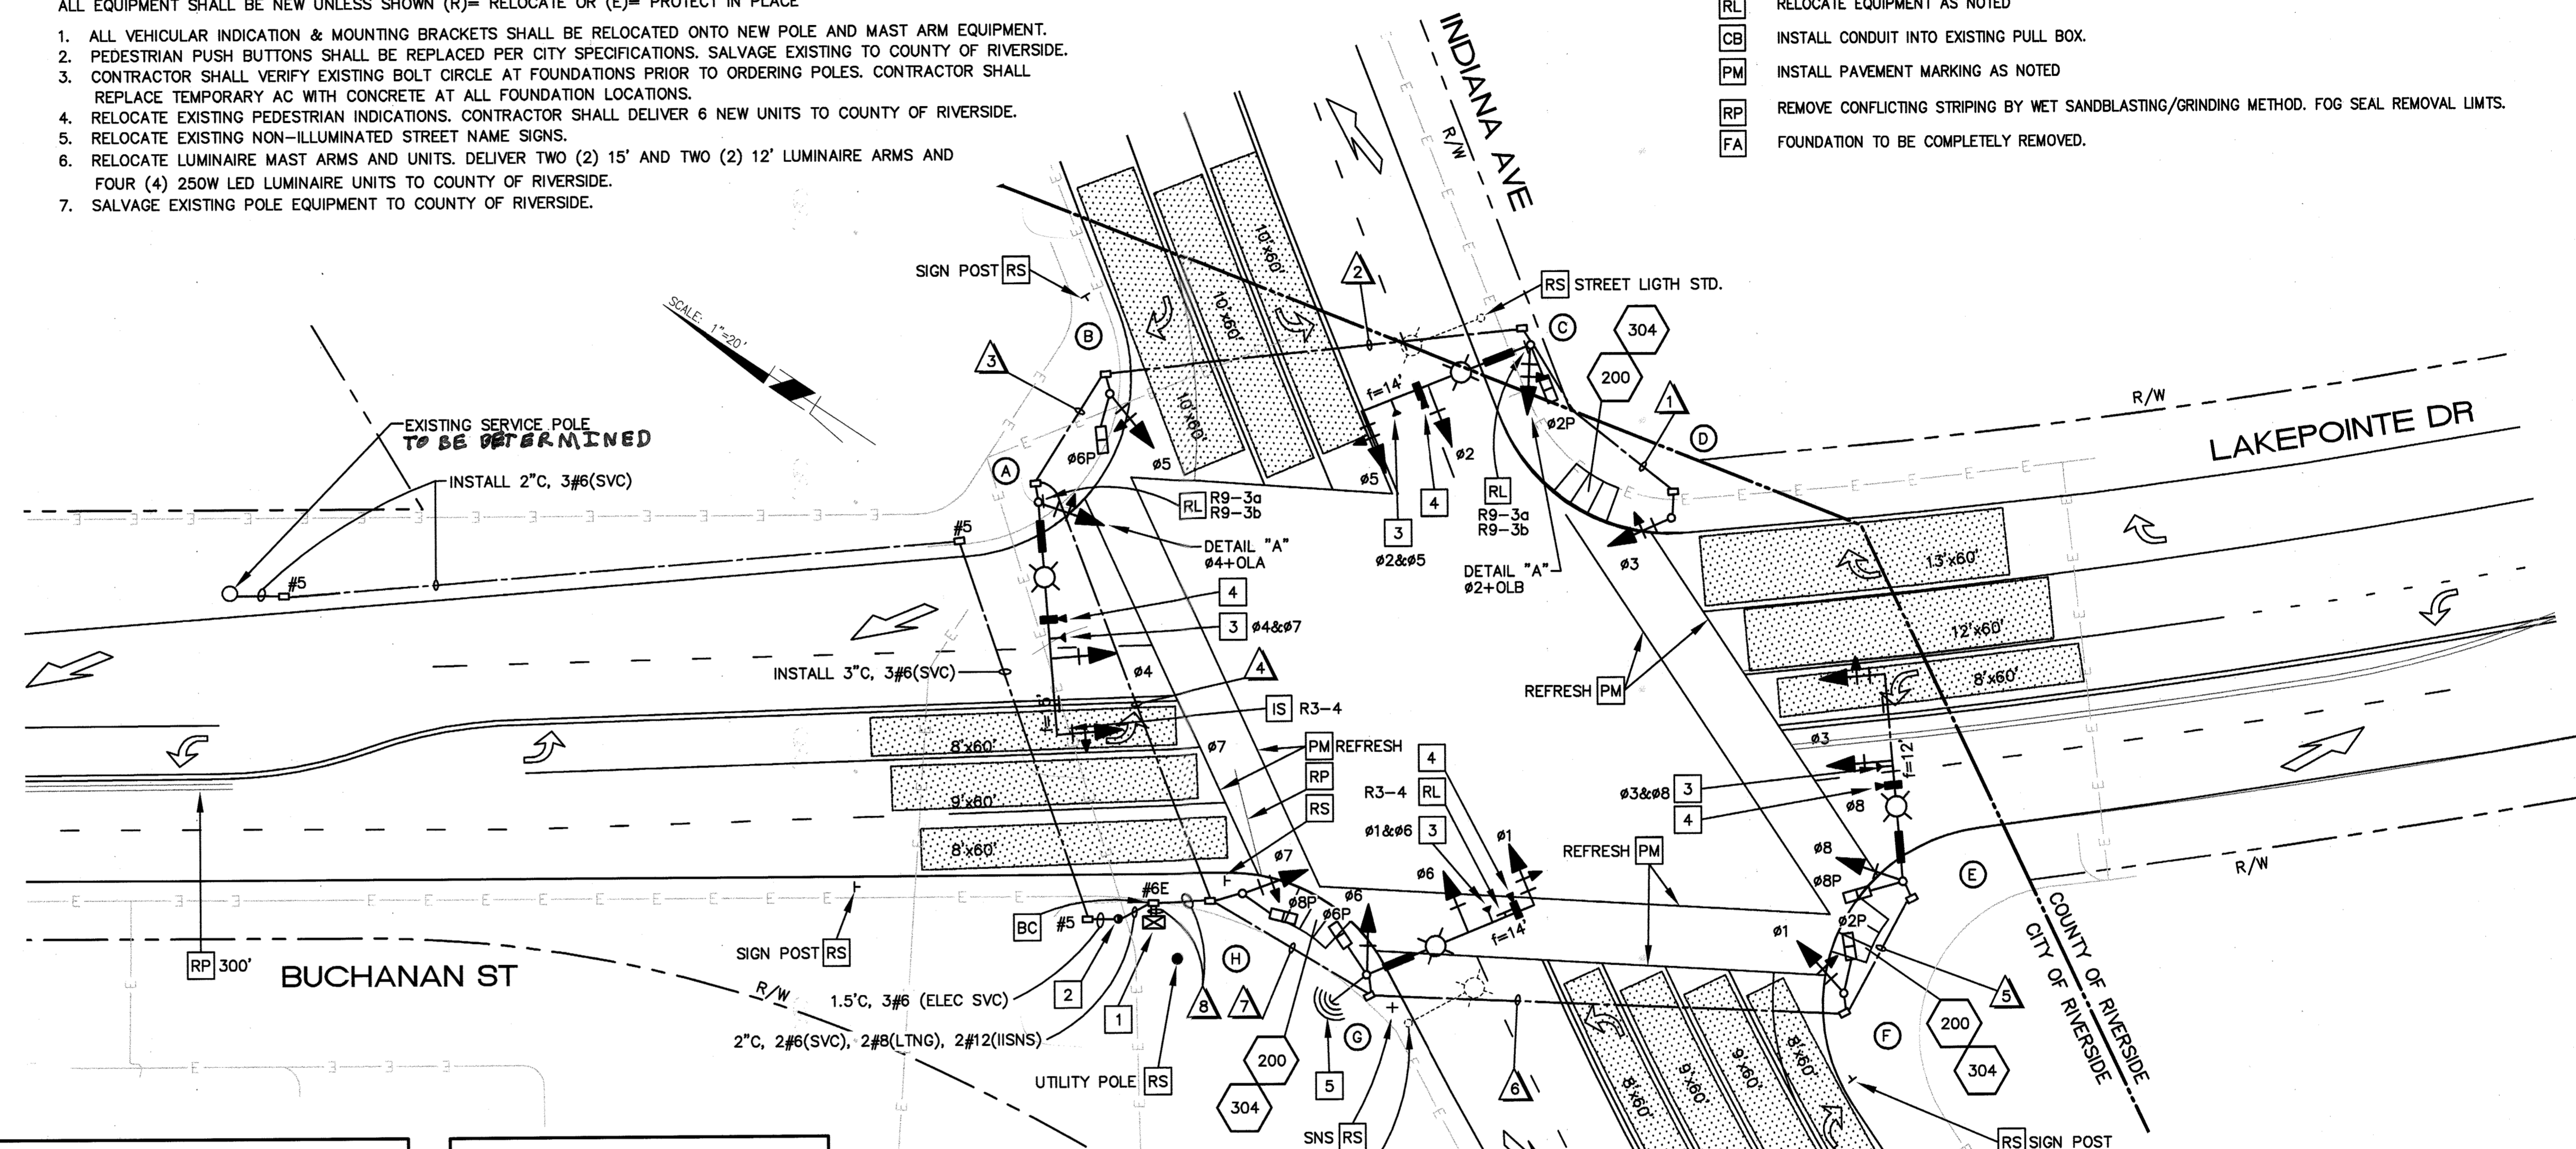 ALL EQUIPMENT SHALL BE NEW UNLESS SHOWN (R)= RELOCATE OR (E)= PROTECT IN PLACE
1. ALL VEHICULAR INDICATION & MOUNTING BRACKETS SHALL BE RELOCATED ONTO NEW POLE AND MAST ARM EQUIPMENT.
2. PEDESTRIAN PUSH BUTTONS SHALL BE REPLACED PER CITY SPECIFICATIONS. SALVAGE EXISTING TO COUNTY OF RIVERSIDE.
3. CONTRACTOR SHALL VERIFY EXISTING BOLT CIRCLE AT FOUNDATIONS PRIOR TO ORDERING POLES. CONTRACTOR SHALL
REPLACE TEMPORARY AC WITH CONCRETE AT ALL FOUNDATION LOCATIONS.
4. RELOCATE EXISTING PEDESTRIAN INDICATIONS. CONTRACTOR SHALL DELIVER 6 NEW UNITS TO COUNTY OF RIVERSIDE.
5. RELOCATE EXISTING NON-ILLUMINATED STREET NAME SIGNS.
6. RELOCATE LUMINAIRE MAST ARMS AND UNITS. DELIVER TWO (2) 15' AND TWO (2) 12' LUMINAIRE ARMS AND
FOUR (4) 250W LED LUMINAIRE UNITS TO COUNTY OF RIVERSIDE.
7. SALVAGE EXISTING POLE EQUIPMENT TO COUNTY OF RIVERSIDE.
RL RELOCATE EQUIPMENT AS NOTED
CB INSTALL CONDUIT INTO EXISTING PULL BOX.
PM INSTALL PAVEMENT MARKING AS NOTED
RP REMOVE CONFLICTING STRIPING BY WET SANDBLASTING/GRINDING METHOD. FOG SEAL REMOVAL LIMTS.
FA FOUNDATION TO BE COMPLETELY REMOVED.
INDIANA AVE
R/W
SIGN POST RS
10'x60'
10'x60'
10'x60'
2
RS STREET LIGTH STD.
SCALE: 1"=20'
B
C
304
3
200
f=14'
1
R/W
LAKEPOINTE DR
EXISTING SERVICE POLE
TO BE DETERMINED
INSTALL 2"C, 3#6(SVC)
ø6P
ø5
ø2
ø2P
D
A
ø5
RL R9-3a
R9-3b
4
RL
R9-3a
R9-3b
3
ø2&ø5
#5
DETAIL "A"
ø4+OLA
DETAIL "A"
ø2+OLB
ø3
13'x60'
#5
4
3 ø4&ø7
12'x60'
INSTALL 3"C, 3#6(SVC)
ø4
4
REFRESH PM
8'x60'
f=15'
IS R3-4
8'x60'
ø7
PM REFRESH
4
ø3
f=12'
RP
R3-4 RL
ø3&ø8 3
9'x60'
RS
ø1&ø6 3
ø1
4
ø8
8'x60'
ø7
ø6
REFRESH PM
ø8
R/W
#6E
ø8P
ø6
ø8P
E
BC
#5
ø6P
f=14'
ø1
ø2P
SIGN POST RS
RP 300'
BUCHANAN ST
R/W
1.5'C, 3#6 (ELEC SVC)
2
1
8
7
H
5
200
COUNTY OF RIVERSIDE
CITY OF RIVERSIDE
2"C, 2#6(SVC), 2#8(LTNG), 2#12(IISNS)
G
F
UTILITY POLE RS
200
304
5
6
304
8'x60'
9'x60'
9'x60'
8'x60'
SNS RS
RS SIGN POST